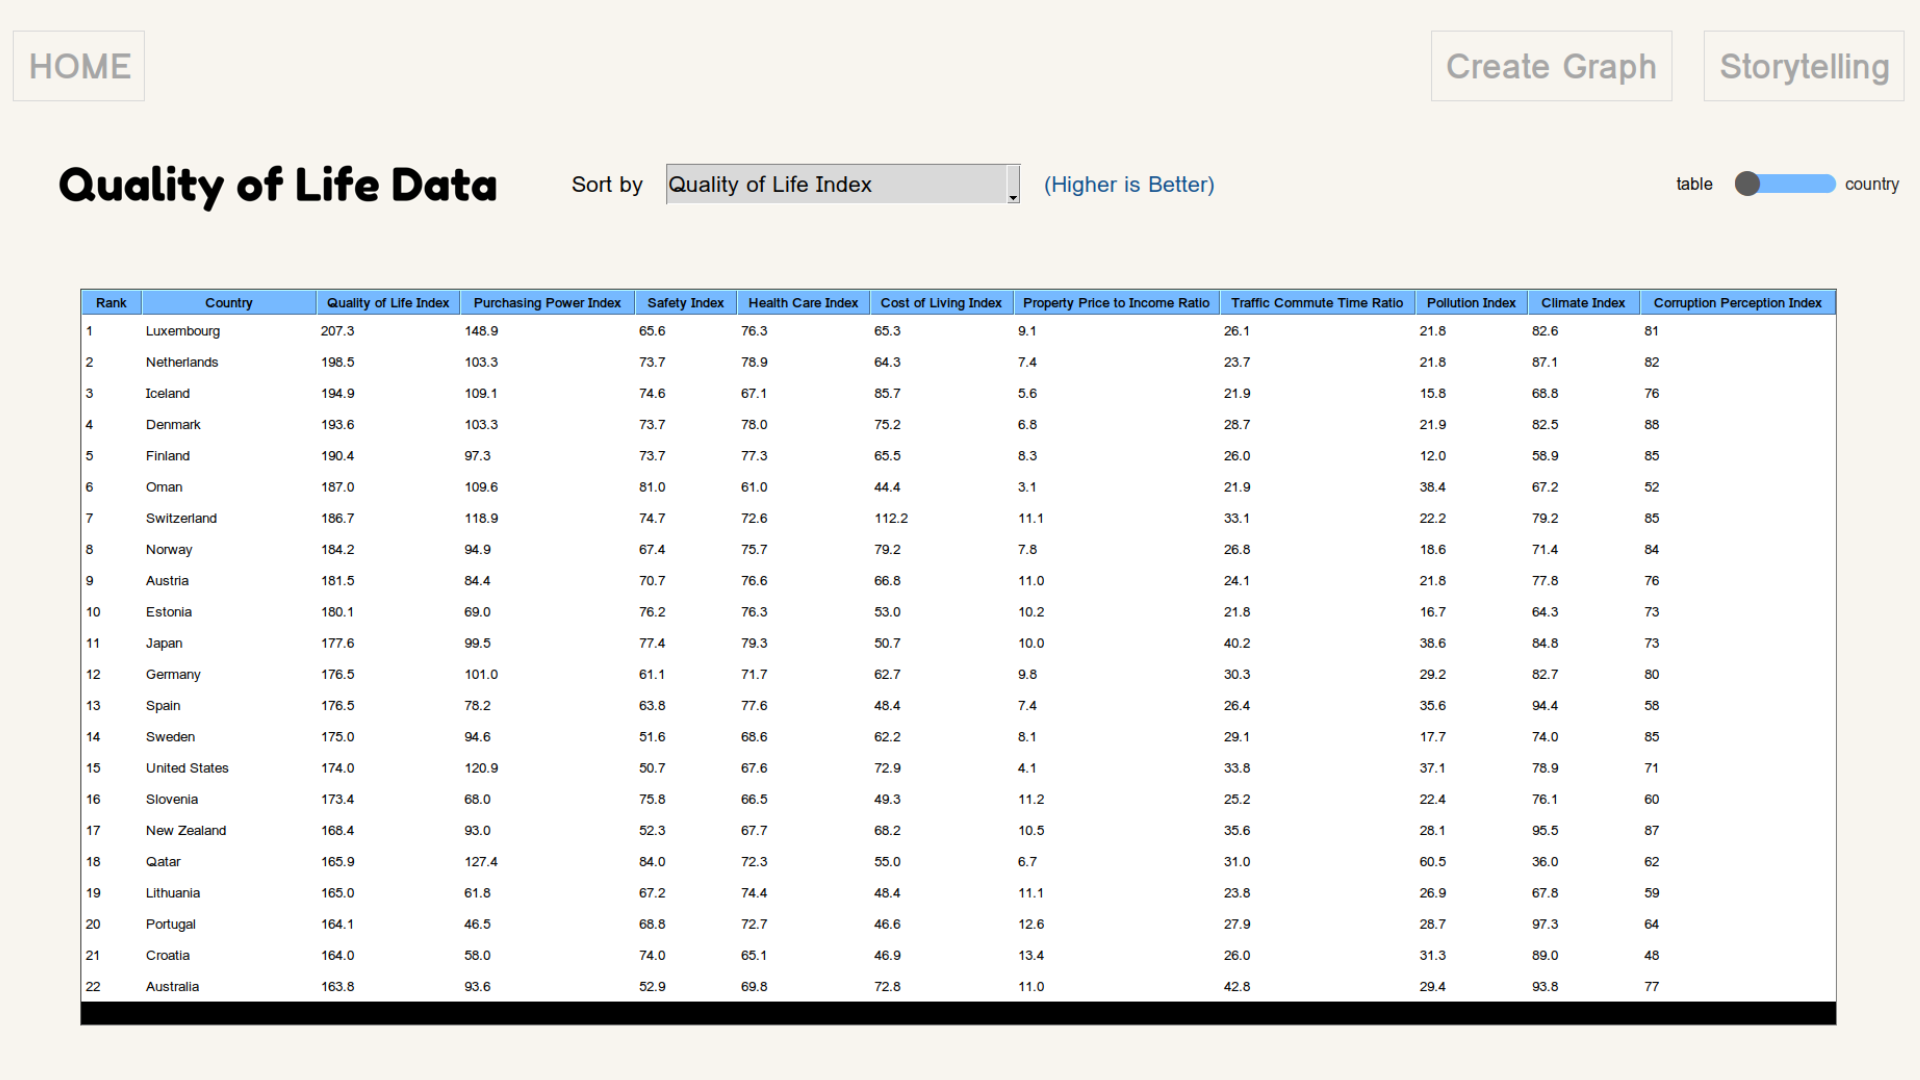 HOME Create Graph Storytelling
Quality of Life Data Sort by Quality of Life Index (Higher is Better) table country
Rank Country Quality of Life Index Purchasing Power Index Safety Index Health Care Index Cost of Living Index Property Price to Income Ratio Traffic Commute Time Ratio Pollution Index Climate Index Corruption Perception Index
1 Luxembourg 207.3 148.9 65.6 76.3 65.3 9.1 26.1 21.8 82.6 81
2 Netherlands 198.5 103.3 73.7 78.9 64.3 7.4 23.7 21.8 87.1 82
3 Iceland 194.9 109.1 74.6 67.1 85.7 5.6 21.9 15.8 68.8 76
4 Denmark 193.6 103.3 73.7 78.0 75.2 6.8 28.7 21.9 82.5 88
5 Finland 190.4 97.3 73.7 77.3 65.5 8.3 26.0 12.0 58.9 85
6 Oman 187.0 109.6 81.0 61.0 44.4 3.1 21.9 38.4 67.2 52
7 Switzerland 186.7 118.9 74.7 72.6 112.2 11.1 33.1 22.2 79.2 85
8 Norway 184.2 94.9 67.4 75.7 79.2 7.8 26.8 18.6 71.4 84
9 Austria 181.5 84.4 70.7 76.6 66.8 11.0 24.1 21.8 77.8 76
10 Estonia 180.1 69.0 76.2 76.3 53.0 10.2 21.8 16.7 64.3 73
11 Japan 177.6 99.5 77.4 79.3 50.7 10.0 40.2 38.6 84.8 73
12 Germany 176.5 101.0 61.1 71.7 62.7 9.8 30.3 29.2 82.7 80
13 Spain 176.5 78.2 63.8 77.6 48.4 7.4 26.4 35.6 94.4 58
14 Sweden 175.0 94.6 51.6 68.6 62.2 8.1 29.1 17.7 74.0 85
15 United States 174.0 120.9 50.7 67.6 72.9 4.1 33.8 37.1 78.9 71
16 Slovenia 173.4 68.0 75.8 66.5 49.3 11.2 25.2 22.4 76.1 60
17 New Zealand 168.4 93.0 52.3 67.7 68.2 10.5 35.6 28.1 95.5 87
18 Qatar 165.9 127.4 84.0 72.3 55.0 6.7 31.0 60.5 36.0 62
19 Lithuania 165.0 61.8 67.2 74.4 48.4 11.1 23.8 26.9 67.8 59
20 Portugal 164.1 46.5 68.8 72.7 46.6 12.6 27.9 28.7 97.3 64
21 Croatia 164.0 58.0 74.0 65.1 46.9 13.4 26.0 31.3 89.0 48
22 Australia 163.8 93.6 52.9 69.8 72.8 11.0 42.8 29.4 93.8 77